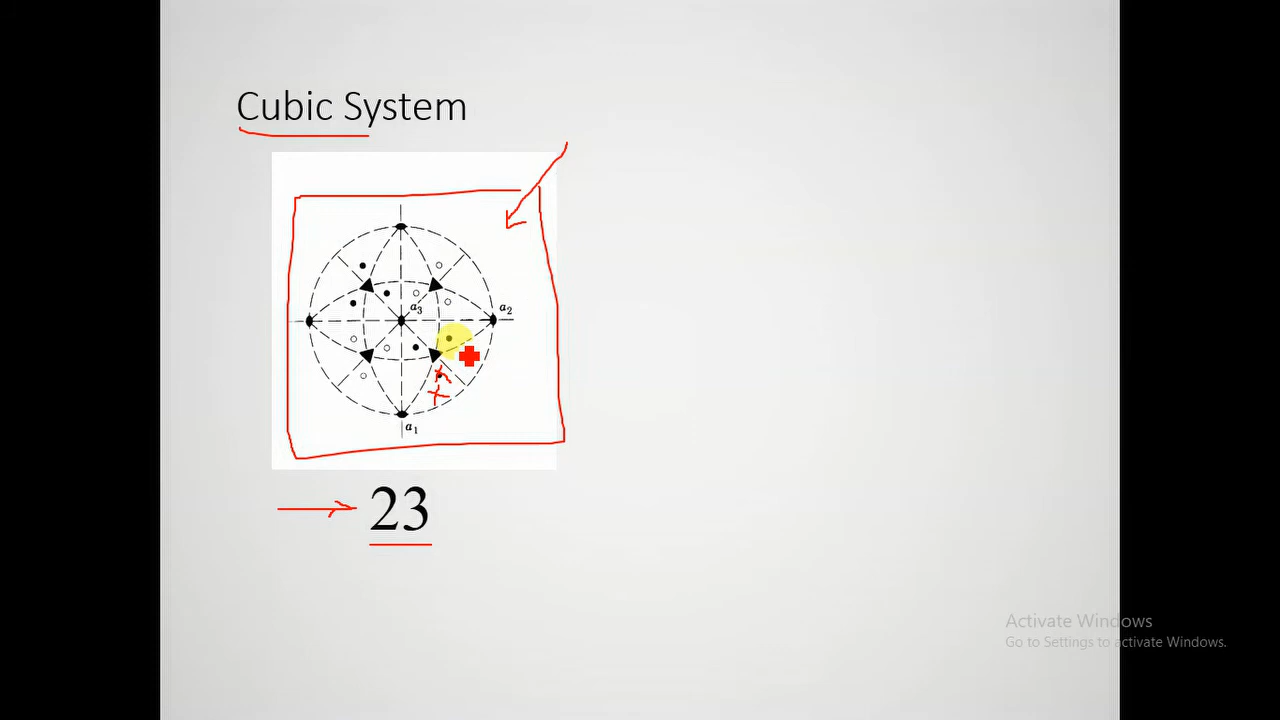 Cubic System
a3
a2
a1
23
Activate Windows
Go to Settings to activate Windows.